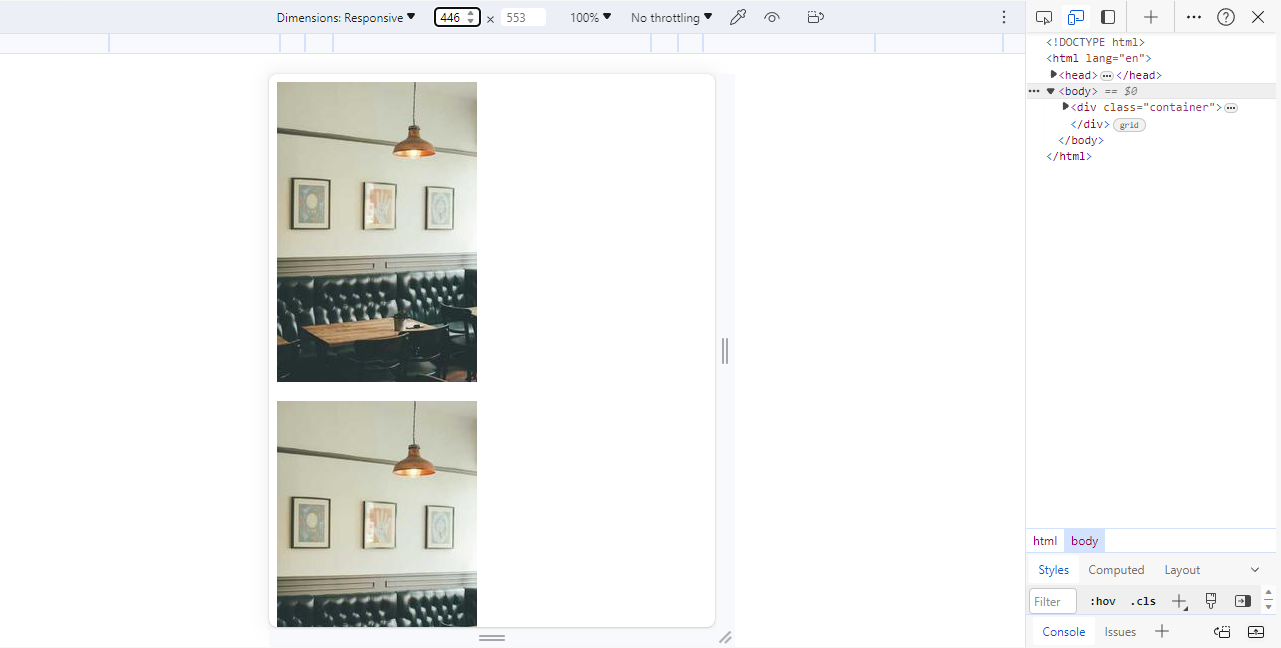 Dimensions: Responsive 446 × 553 100% No throttling
<!DOCTYPE html>
<html lang="en">
<head> ••• </head>
••• <body> == $0
<div class="container"> •••
</div> grid
</body>
</html>
html body
Styles Computed Layout
Filter :hov .cls
Console Issues